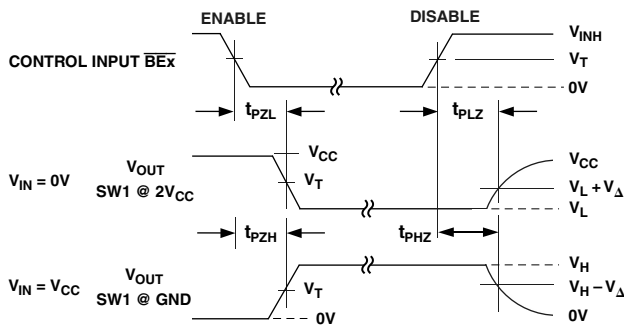 ENABLE DISABLE
V_INH
CONTROL INPUT B̅E̅x̅ V_T
0V
t_PZL t_PLZ
V_OUT V_CC V_CC
V_IN = 0V SW1 @ 2V_CC V_T V_L + V_Δ
V_L
t_PZH t_PHZ
V_OUT V_H
V_IN = V_CC SW1 @ GND V_T V_H – V_Δ
0V 0V